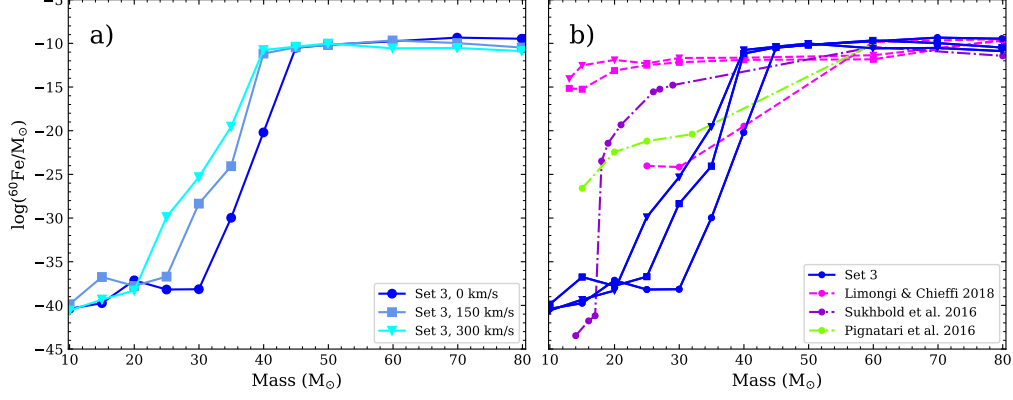 a)
b)
log(⁶⁰Fe/M⊙)
−5
−10
−15
−20
−25
−30
−35
−40
−45
10 20 30 40 50 60 70 80
10 20 30 40 50 60 70 80
Mass (M⊙)
Mass (M⊙)
Set 3, 0 km/s
Set 3, 150 km/s
Set 3, 300 km/s
Set 3
Limongi & Chieffi 2018
Sukhbold et al. 2016
Pignatari et al. 2016